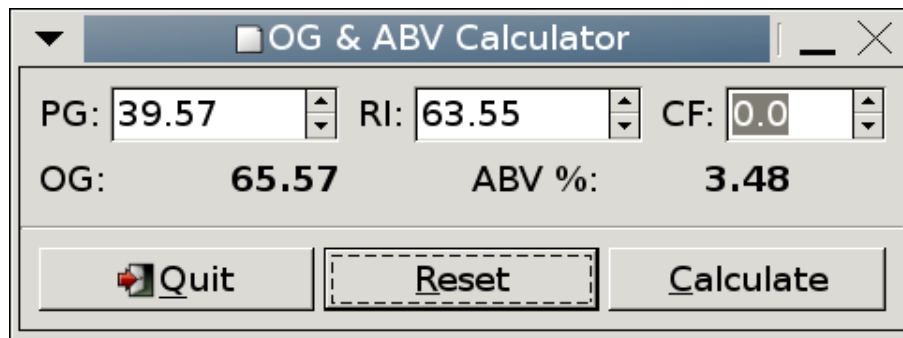 OG & ABV Calculator
PG: 39.57 RI: 63.55 CF: 0.0
OG: 65.57 ABV %: 3.48
Quit Reset Calculate